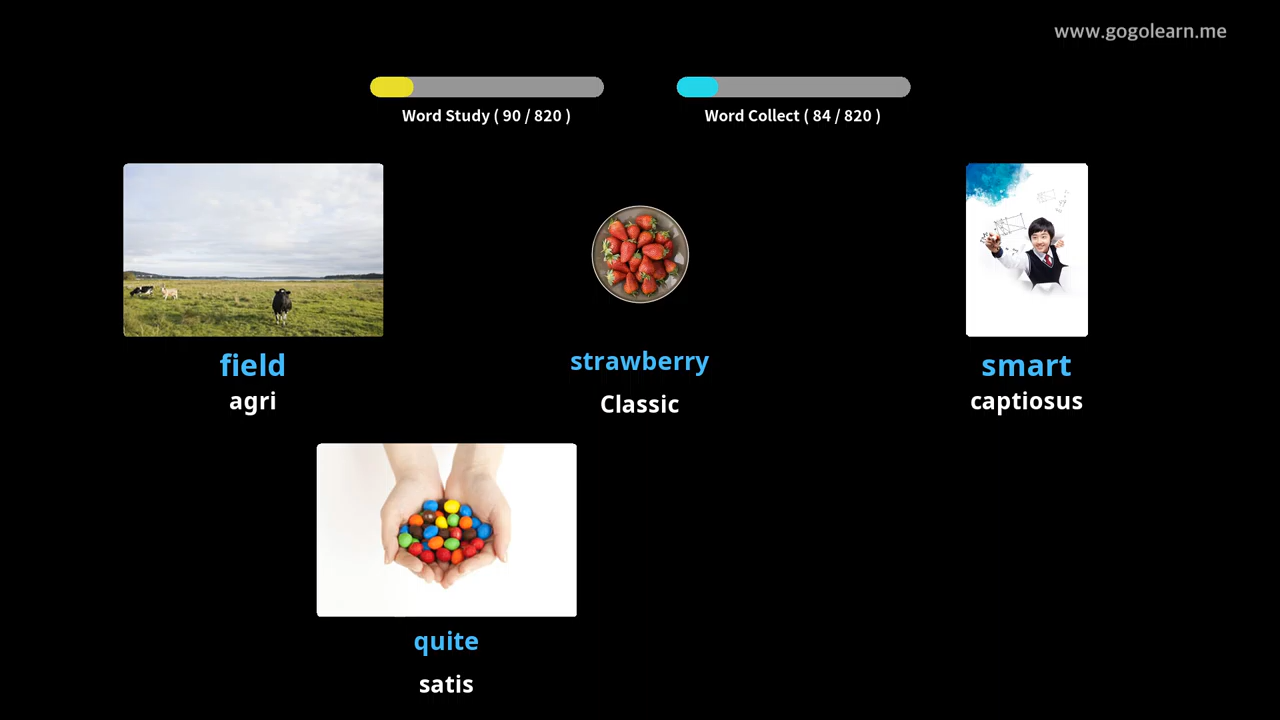 www.gogolearn.me
Word Study ( 90 / 820 )
Word Collect ( 84 / 820 )
field
agri
strawberry
Classic
smart
captiosus
quite
satis